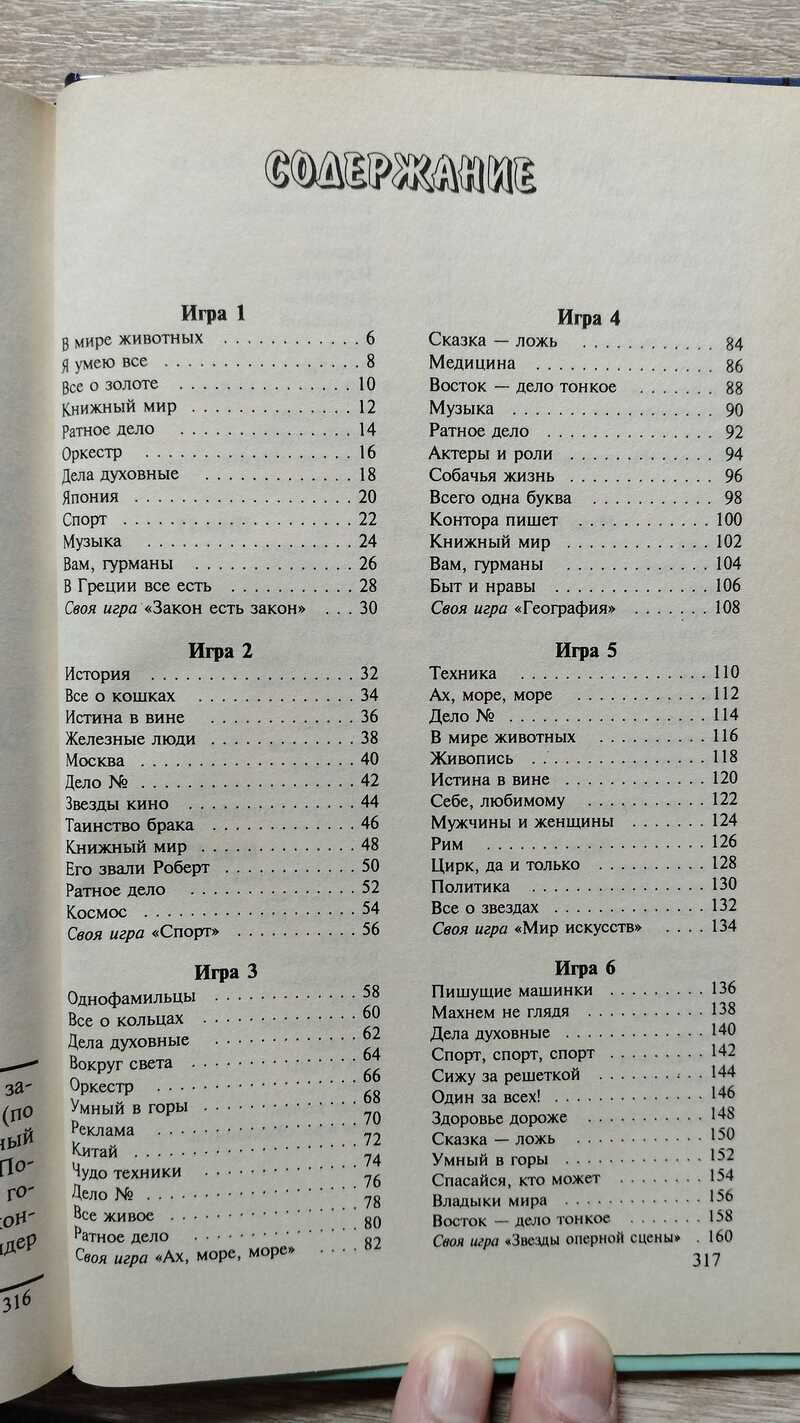 СОДЕРЖАНИЕ
Игра 1
В мире животных . . . . . . . . . . . . 6
Я умею все . . . . . . . . . . . . . . . . . 8
Все о золоте . . . . . . . . . . . . . . . 10
Книжный мир . . . . . . . . . . . . . . 12
Ратное дело . . . . . . . . . . . . . . . 14
Оркестр . . . . . . . . . . . . . . . . . . 16
Дела духовные . . . . . . . . . . . . . 18
Япония . . . . . . . . . . . . . . . . . . . 20
Спорт . . . . . . . . . . . . . . . . . . . . 22
Музыка . . . . . . . . . . . . . . . . . . 24
Вам, гурманы . . . . . . . . . . . . . . 26
В Греции все есть . . . . . . . . . . . 28
Своя игра «Закон есть закон» . . . 30
Игра 2
История . . . . . . . . . . . . . . . . . . 32
Все о кошках . . . . . . . . . . . . . . 34
Истина в вине . . . . . . . . . . . . . 36
Железные люди . . . . . . . . . . . . . 38
Москва . . . . . . . . . . . . . . . . . . . 40
Дело № . . . . . . . . . . . . . . . . . . 42
Звезды кино . . . . . . . . . . . . . . . 44
Таинство брака . . . . . . . . . . . . . 46
Книжный мир . . . . . . . . . . . . . . 48
Его звали Роберт . . . . . . . . . . . . 50
Ратное дело . . . . . . . . . . . . . . . 52
Космос . . . . . . . . . . . . . . . . . . 54
Своя игра «Спорт» . . . . . . . . . . . 56
Игра 3
Однофамильцы . . . . . . . . . . . . . 58
Все о кольцах . . . . . . . . . . . . . . 60
Дела духовные . . . . . . . . . . . . . 62
Вокруг света . . . . . . . . . . . . . . . 64
Оркестр . . . . . . . . . . . . . . . . . . 66
Умный в горы . . . . . . . . . . . . . . 68
Реклама . . . . . . . . . . . . . . . . . . 70
Китай . . . . . . . . . . . . . . . . . . . 72
Чудо техники . . . . . . . . . . . . . . 74
Дело № . . . . . . . . . . . . . . . . . . 76
Все живое . . . . . . . . . . . . . . . . 78
Ратное дело . . . . . . . . . . . . . . . 80
Своя игра «Ах, море, море» . . . . 82
Игра 4
Сказка — ложь . . . . . . . . . . . . 84
Медицина . . . . . . . . . . . . . . . . 86
Восток — дело тонкое . . . . . . . 88
Музыка . . . . . . . . . . . . . . . . . . 90
Ратное дело . . . . . . . . . . . . . . . 92
Актеры и роли . . . . . . . . . . . . . 94
Собачья жизнь . . . . . . . . . . . . . 96
Всего одна буква . . . . . . . . . . . 98
Контора пишет . . . . . . . . . . . . 100
Книжный мир . . . . . . . . . . . . . 102
Вам, гурманы . . . . . . . . . . . . . 104
Быт и нравы . . . . . . . . . . . . . . 106
Своя игра «География» . . . . . . . 108
Игра 5
Техника . . . . . . . . . . . . . . . . . 110
Ах, море, море . . . . . . . . . . . . 112
Дело № . . . . . . . . . . . . . . . . . . 114
В мире животных . . . . . . . . . . 116
Живопись . . . . . . . . . . . . . . . . 118
Истина в вине . . . . . . . . . . . . . 120
Себе, любимому . . . . . . . . . . . 122
Мужчины и женщины . . . . . . . 124
Рим . . . . . . . . . . . . . . . . . . . . 126
Цирк, да и только . . . . . . . . . . 128
Политика . . . . . . . . . . . . . . . . 130
Все о звездах . . . . . . . . . . . . . . 132
Своя игра «Мир искусств» . . . . 134
Игра 6
Пишущие машинки . . . . . . . . . 136
Махнем не глядя . . . . . . . . . . . 138
Дела духовные . . . . . . . . . . . . . 140
Спорт, спорт, спорт . . . . . . . . . 142
Сижу за решеткой . . . . . . . . . . 144
Один за всех! . . . . . . . . . . . . . . 146
Здоровье дороже . . . . . . . . . . . 148
Сказка — ложь . . . . . . . . . . . . 150
Умный в горы . . . . . . . . . . . . . 152
Спасайся, кто может . . . . . . . . 154
Владыки мира . . . . . . . . . . . . . 156
Восток — дело тонкое . . . . . . . 158
Своя игра «Звезды оперной сцены» . 160
317
за-
(по
ный
По-
го-
кон-
дер
316